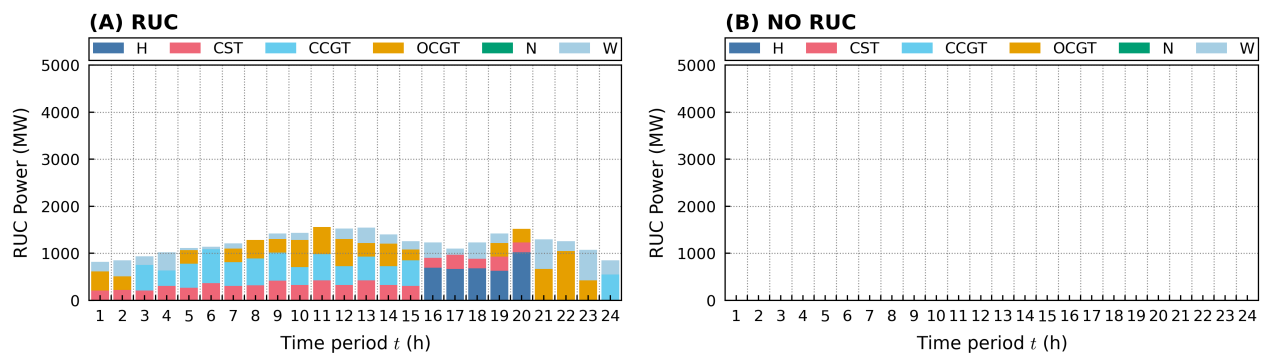 (A) RUC
H CST CCGT OCGT N W
5000
4000
3000
2000
1000
0
RUC Power (MW)
1 2 3 4 5 6 7 8 9 10 11 12 13 14 15 16 17 18 19 20 21 22 23 24
Time period t (h)
(B) NO RUC
H CST CCGT OCGT N W
5000
4000
3000
2000
1000
0
RUC Power (MW)
1 2 3 4 5 6 7 8 9 10 11 12 13 14 15 16 17 18 19 20 21 22 23 24
Time period t (h)